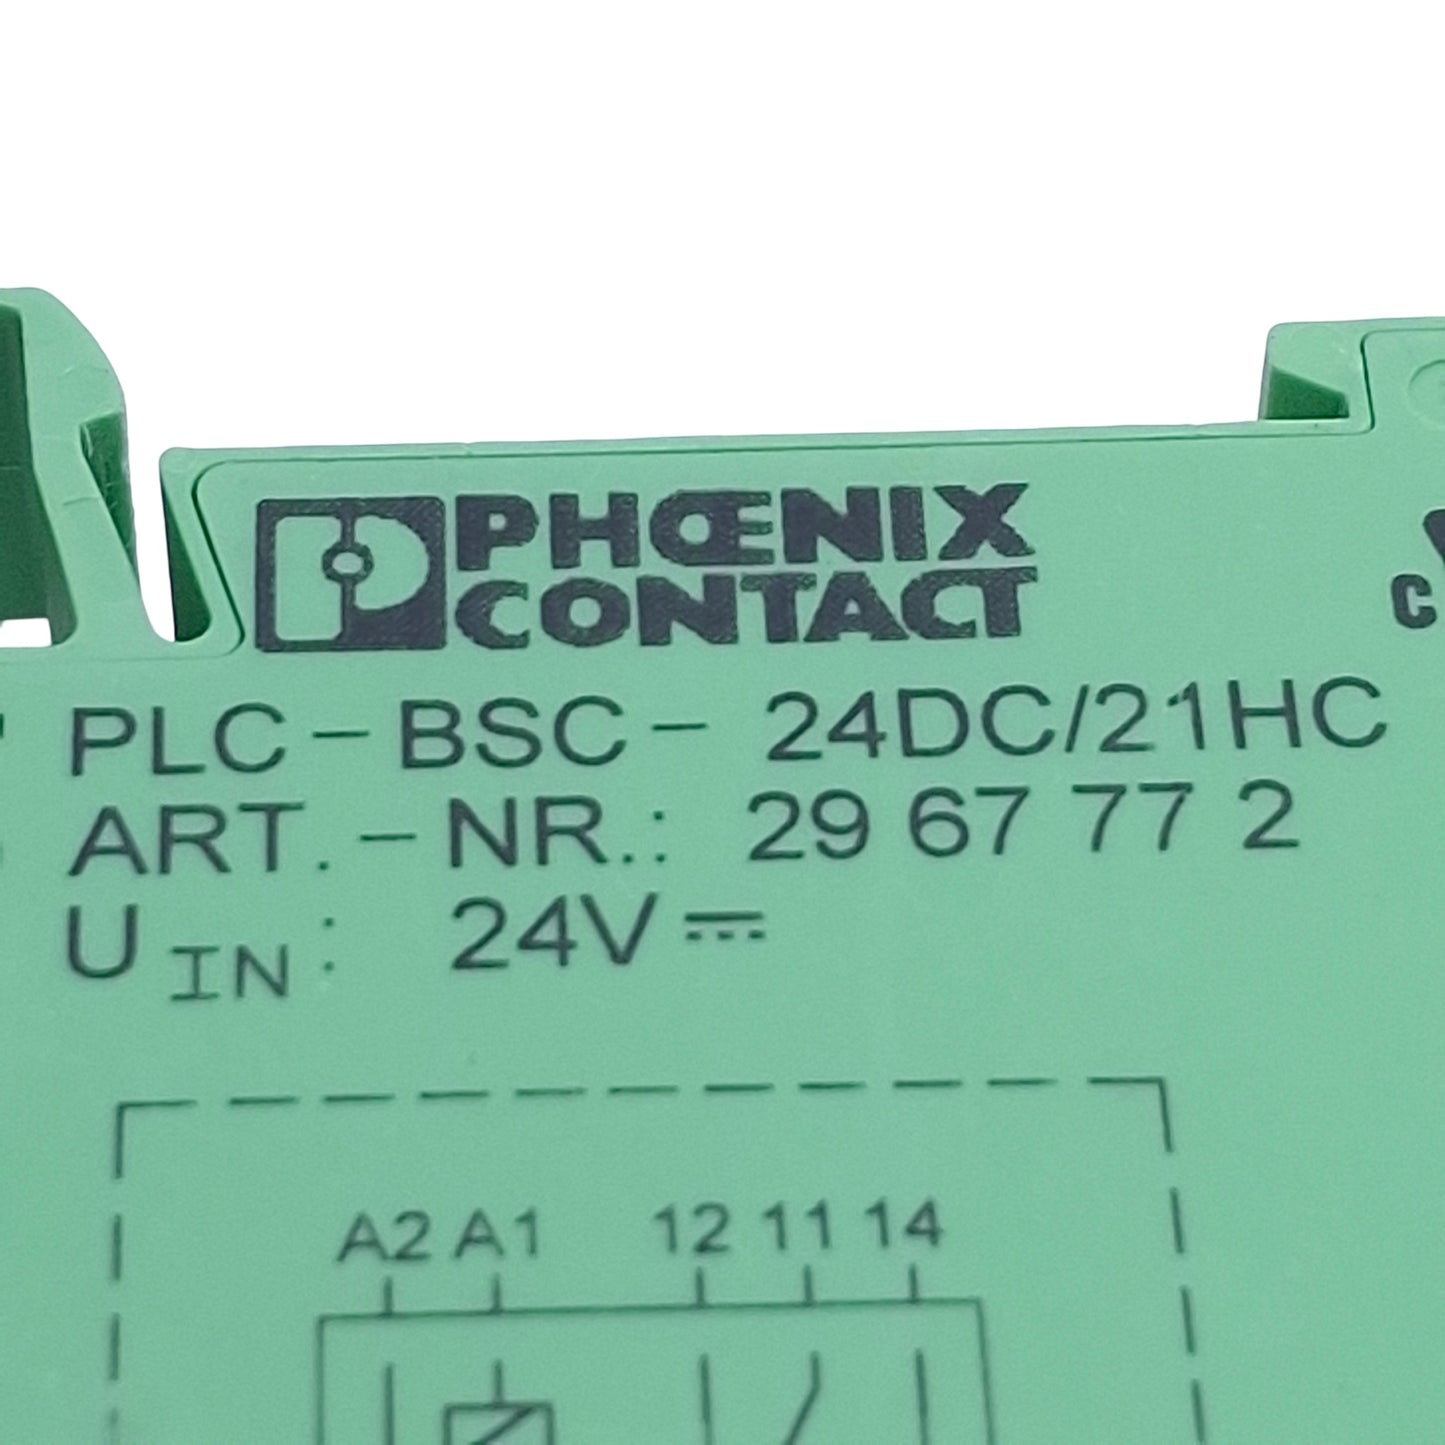 PHŒNIX
CONTACT
C
PLC-BSC- 24DC/21HC
ART.-NR.: 29 67 77 2
U IN: 24V ⎓
A2 A1 12 11 14